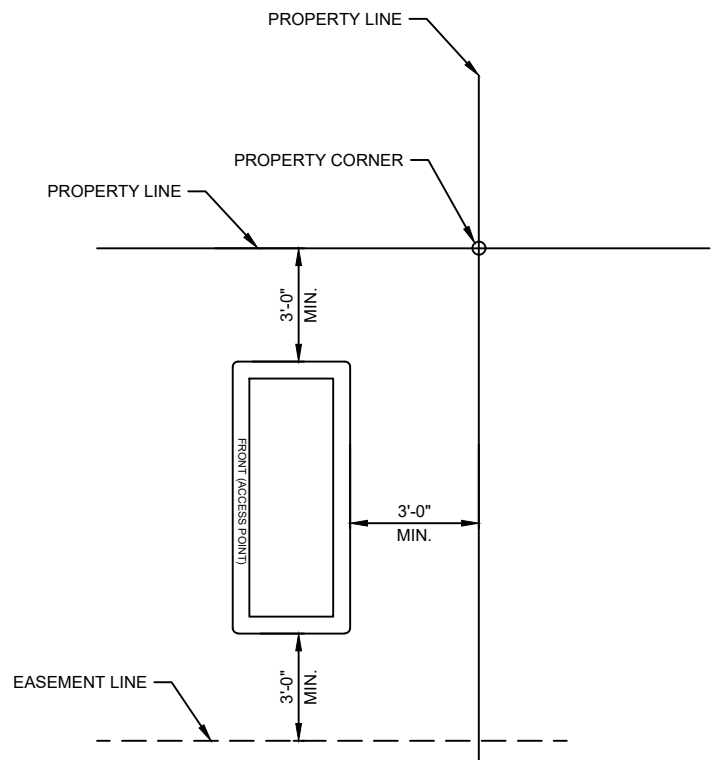 PROPERTY LINE
PROPERTY CORNER
PROPERTY LINE
3'-0"
MIN.
FRONT (ACCESS POINT)
3'-0"
MIN.
EASEMENT LINE
3'-0"
MIN.